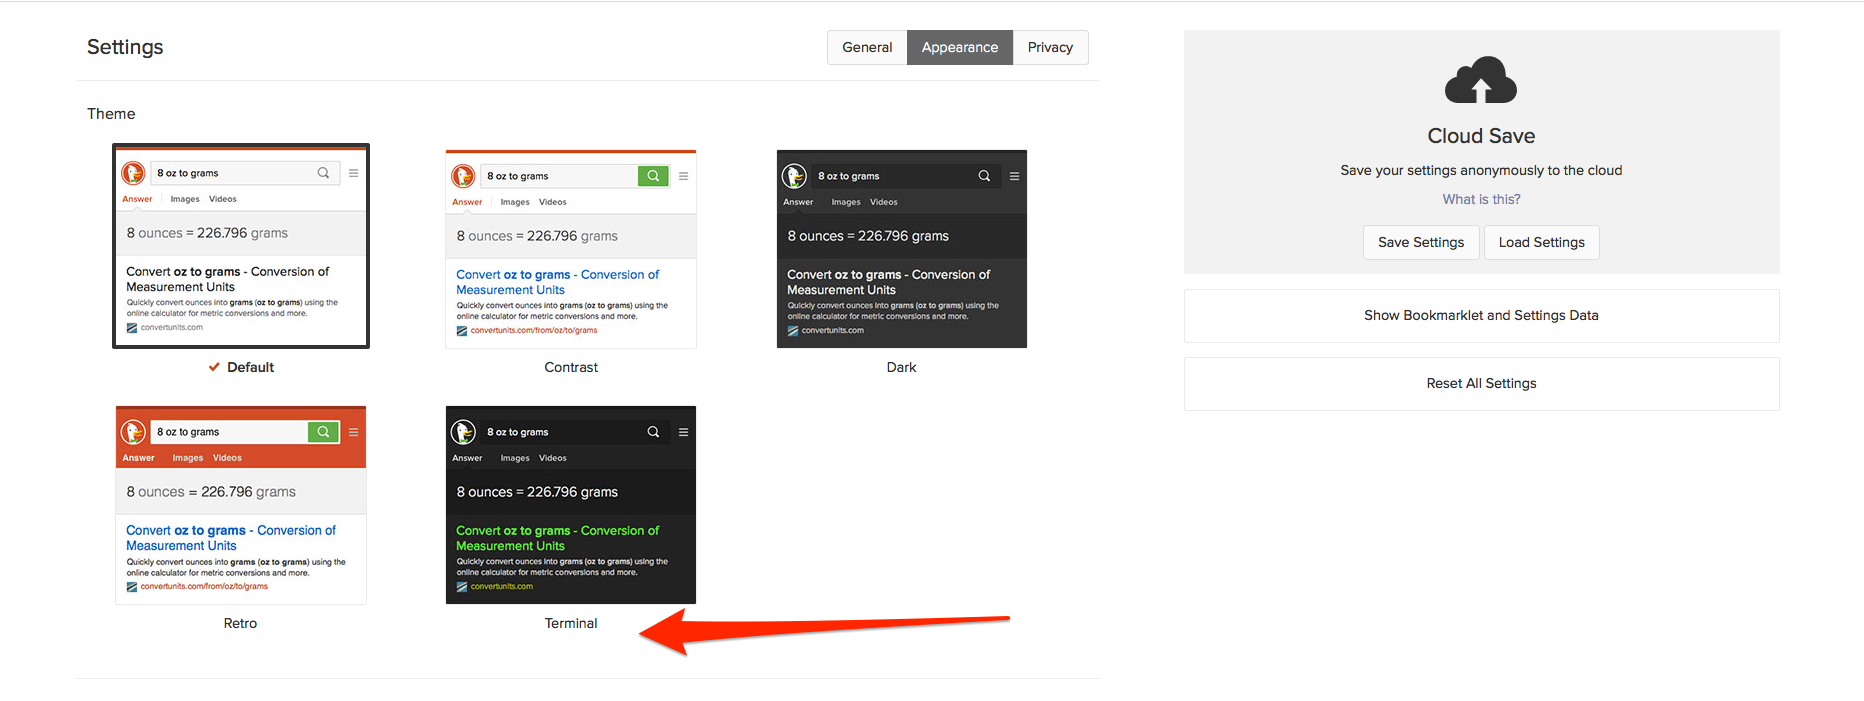 Settings
General Appearance Privacy
Theme
8 oz to grams
Answer Images Videos
8 ounces = 226.796 grams
Convert oz to grams - Conversion of
Measurement Units
Quickly convert ounces into grams (oz to grams) using the
online calculator for metric conversions and more.
convertunits.com
Default
8 oz to grams
Answer Images Videos
8 ounces = 226.796 grams
Convert oz to grams - Conversion of
Measurement Units
Quickly convert ounces into grams (oz to grams) using the
online calculator for metric conversions and more.
convertunits.com/from/oz/to/grams
Contrast
8 oz to grams
Answer Images Videos
8 ounces = 226.796 grams
Convert oz to grams - Conversion of
Measurement Units
Quickly convert ounces into grams (oz to grams) using the
online calculator for metric conversions and more.
convertunits.com
Dark
8 oz to grams
Answer Images Videos
8 ounces = 226.796 grams
Convert oz to grams - Conversion of
Measurement Units
Quickly convert ounces into grams (oz to grams) using the
online calculator for metric conversions and more.
convertunits.com/from/oz/to/grams
Retro
8 oz to grams
Answer Images Videos
8 ounces = 226.796 grams
Convert oz to grams - Conversion of
Measurement Units
Quickly convert ounces into grams (oz to grams) using the
online calculator for metric conversions and more.
convertunits.com
Terminal
Cloud Save
Save your settings anonymously to the cloud
What is this?
Save Settings Load Settings
Show Bookmarklet and Settings Data
Reset All Settings